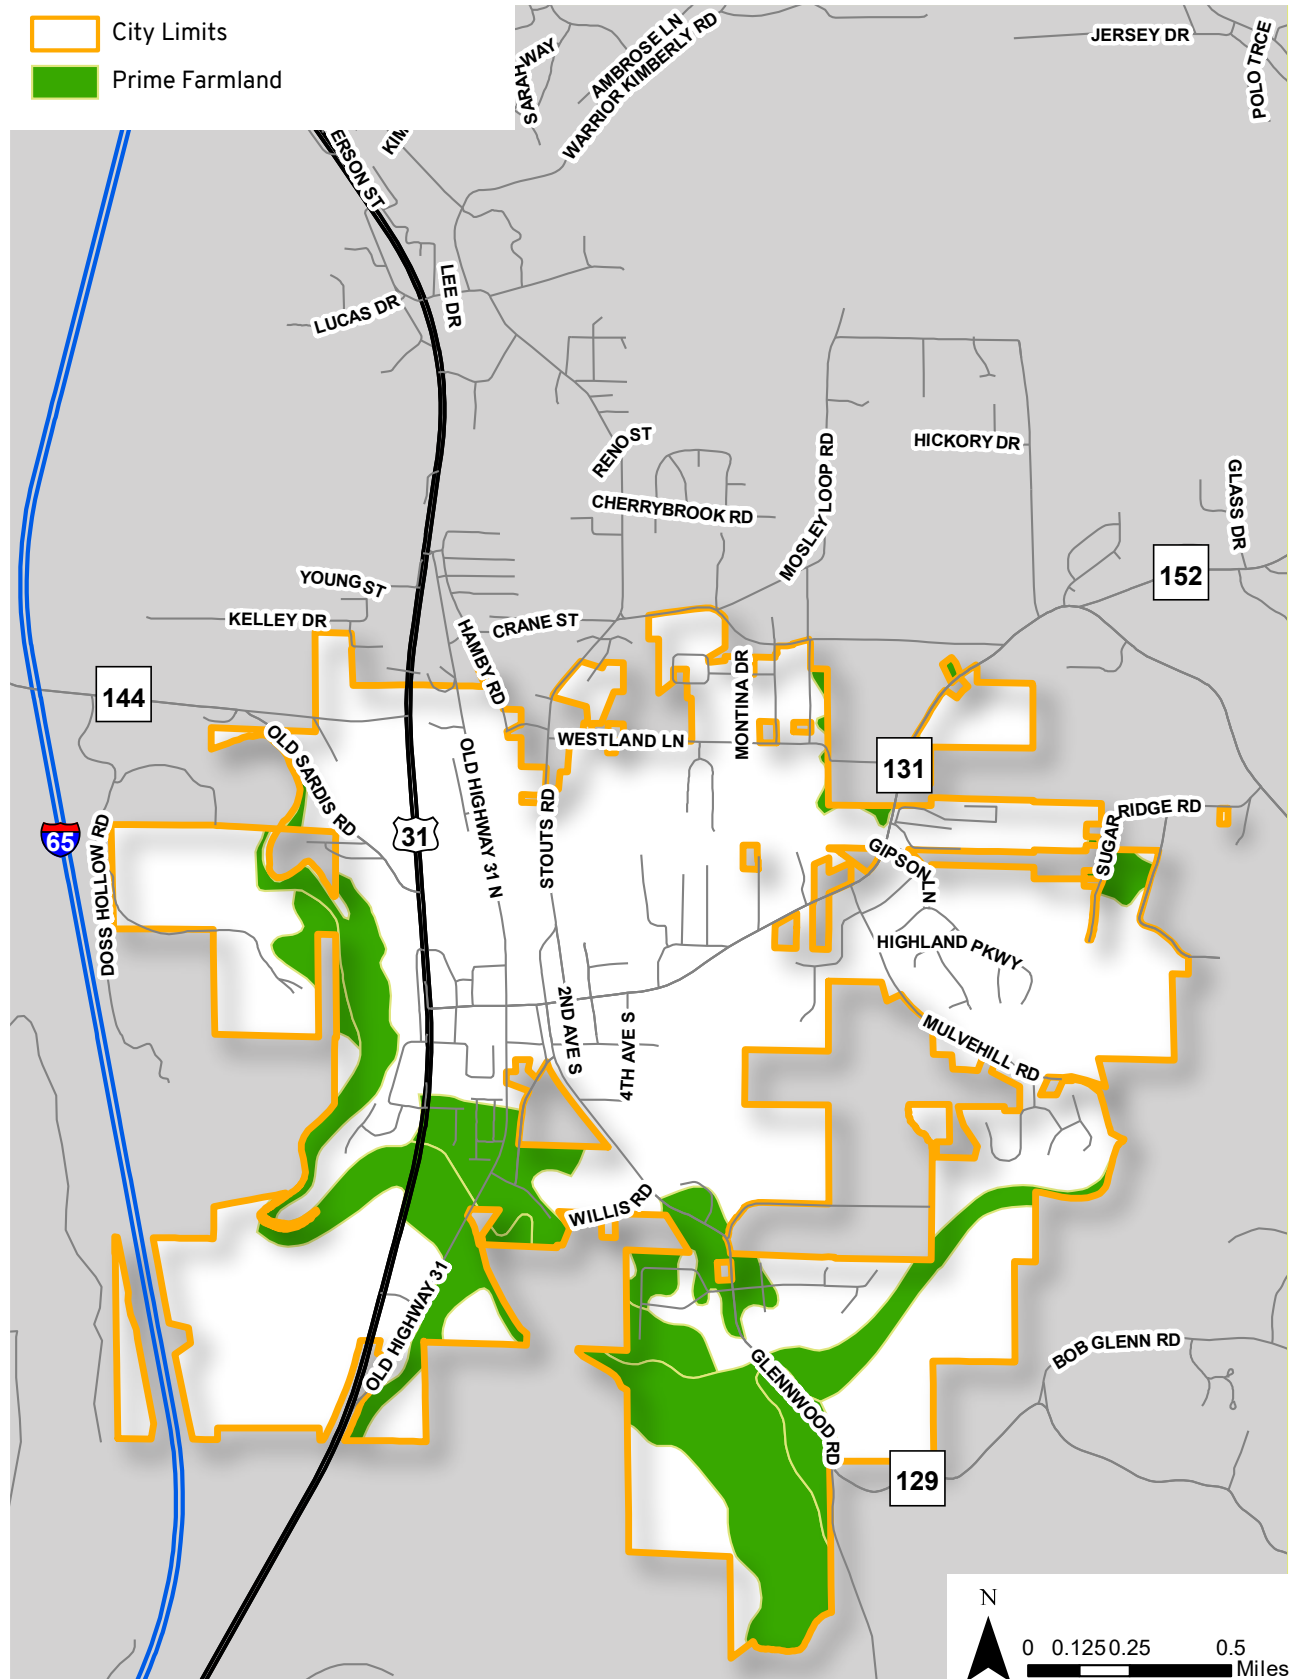 City Limits
Prime Farmland
SARAH WAY
AMBROSE LN
WARRIOR KIMBERLY RD
JERSEY DR
POLO TRCE
ERSON ST
KIM
LEE DR
LUCAS DR
RENO ST
CHERRYBROOK RD
MOSLEY LOOP RD
HICKORY DR
GLASS DR
152
YOUNG ST
KELLEY DR
CRANE ST
HAMBY RD
144
OLD SARDIS RD
WESTLAND LN
MONTINA DR
131
OLD HIGHWAY 31 N
STOUTS RD
31
65
DOSS HOLLOW RD
SUGAR RIDGE RD
GIPSON LN
HIGHLAND PKWY
2ND AVE S
4TH AVE S
MULVEHILL RD
WILLIS RD
OLD HIGHWAY 31
GLENNWOOD RD
BOB GLENN RD
129
N
0 0.125 0.25 0.5
Miles